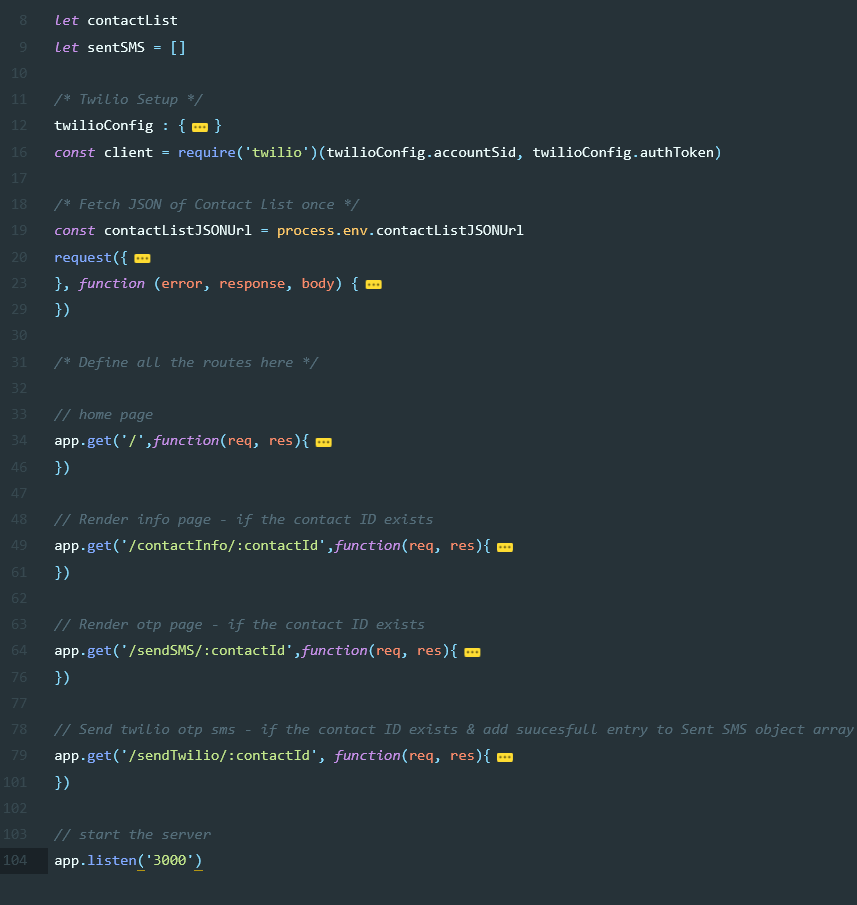 8 let contactList
9 let sentSMS = []
10
11 /* Twilio Setup */
12 twilioConfig : { ... }
16 const client = require('twilio')(twilioConfig.accountSid, twilioConfig.authToken)
17
18 /* Fetch JSON of Contact List once */
19 const contactListJSONUrl = process.env.contactListJSONUrl
20 request({ ...
23 }, function (error, response, body) { ...
29 })
30
31 /* Define all the routes here */
32
33 // home page
34 app.get('/',function(req, res){ ...
46 })
47
48 // Render info page - if the contact ID exists
49 app.get('/contactInfo/:contactId',function(req, res){ ...
61 })
62
63 // Render otp page - if the contact ID exists
64 app.get('/sendSMS/:contactId',function(req, res){ ...
76 })
77
78 // Send twilio otp sms - if the contact ID exists & add suucesfull entry to Sent SMS object array
79 app.get('/sendTwilio/:contactId', function(req, res){ ...
101 })
102
103 // start the server
104 app.listen('3000')